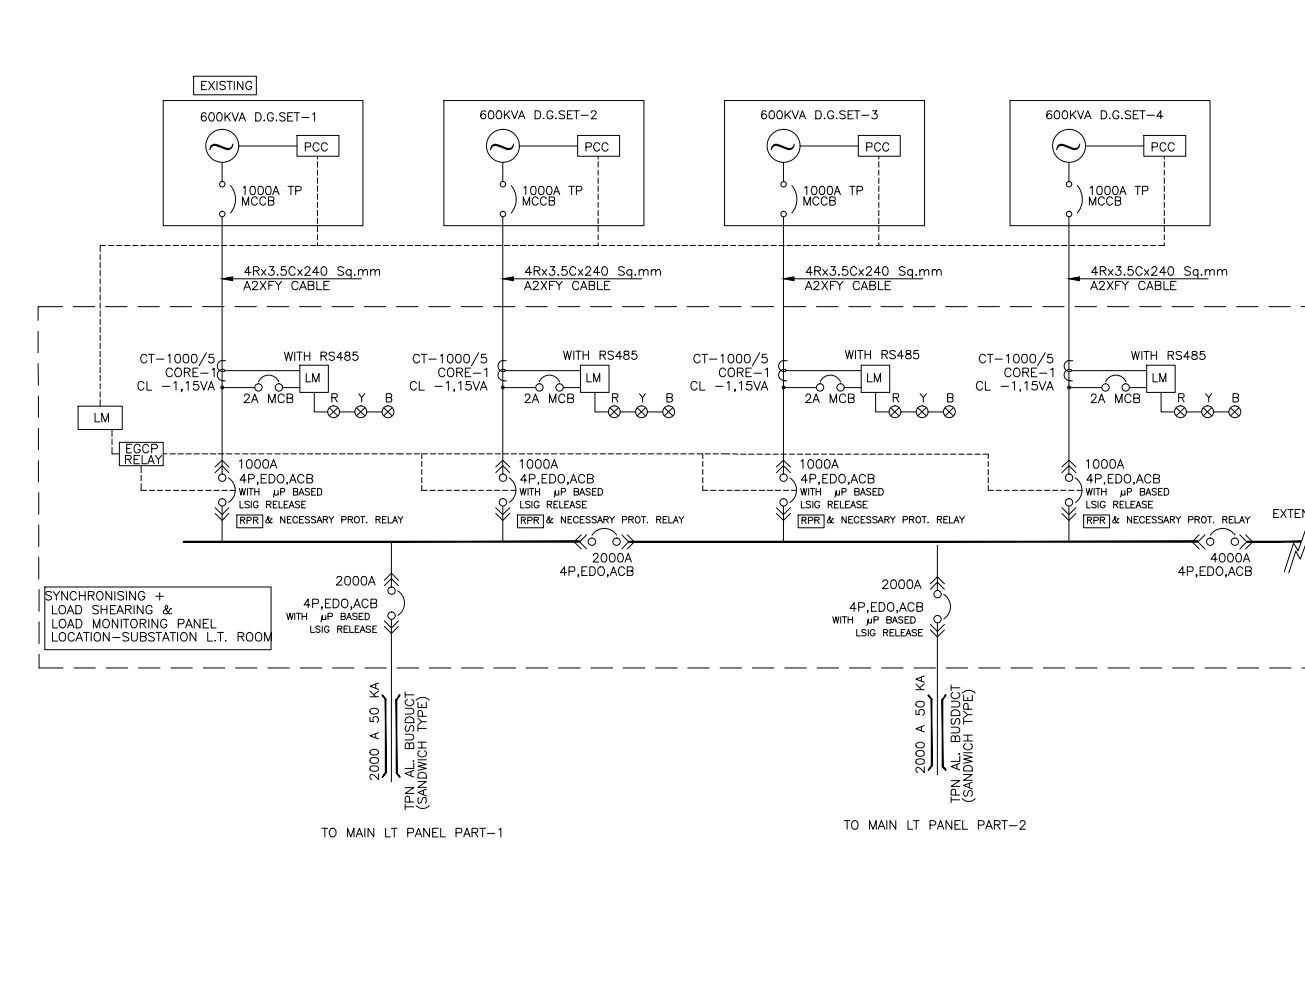 EXISTING
600KVA D.G.SET-1
PCC
1000A TP
MCCB
600KVA D.G.SET-2
PCC
1000A TP
MCCB
600KVA D.G.SET-3
PCC
1000A TP
MCCB
600KVA D.G.SET-4
PCC
1000A TP
MCCB
4Rx3.5Cx240 Sq.mm
A2XFY CABLE
4Rx3.5Cx240 Sq.mm
A2XFY CABLE
4Rx3.5Cx240 Sq.mm
A2XFY CABLE
4Rx3.5Cx240 Sq.mm
A2XFY CABLE
CT-1000/5
CORE-1
CL -1,15VA
WITH RS485
LM
2A MCB
R Y B
CT-1000/5
CORE-1
CL -1,15VA
WITH RS485
LM
2A MCB
R Y B
CT-1000/5
CORE-1
CL -1,15VA
WITH RS485
LM
2A MCB
R Y B
CT-1000/5
CORE-1
CL -1,15VA
WITH RS485
LM
2A MCB
R Y B
LM
EGCP
RELAY
1000A
4P,EDO,ACB
WITH µP BASED
LSIG RELEASE
RPR & NECESSARY PROT. RELAY
1000A
4P,EDO,ACB
WITH µP BASED
LSIG RELEASE
RPR & NECESSARY PROT. RELAY
1000A
4P,EDO,ACB
WITH µP BASED
LSIG RELEASE
RPR & NECESSARY PROT. RELAY
1000A
4P,EDO,ACB
WITH µP BASED
LSIG RELEASE
RPR & NECESSARY PROT. RELAY
EXTEN
2000A
4P,EDO,ACB
4000A
4P,EDO,ACB
SYNCHRONISING +
LOAD SHEARING &
LOAD MONITORING PANEL
LOCATION-SUBSTATION L.T. ROOM
2000A
4P,EDO,ACB
WITH µP BASED
LSIG RELEASE
2000A
4P,EDO,ACB
WITH µP BASED
LSIG RELEASE
2000 A 50 KA
TPN AL. BUSDUCT
(SANDWICH TYPE)
2000 A 50 KA
TPN AL. BUSDUCT
(SANDWICH TYPE)
TO MAIN LT PANEL PART-1
TO MAIN LT PANEL PART-2